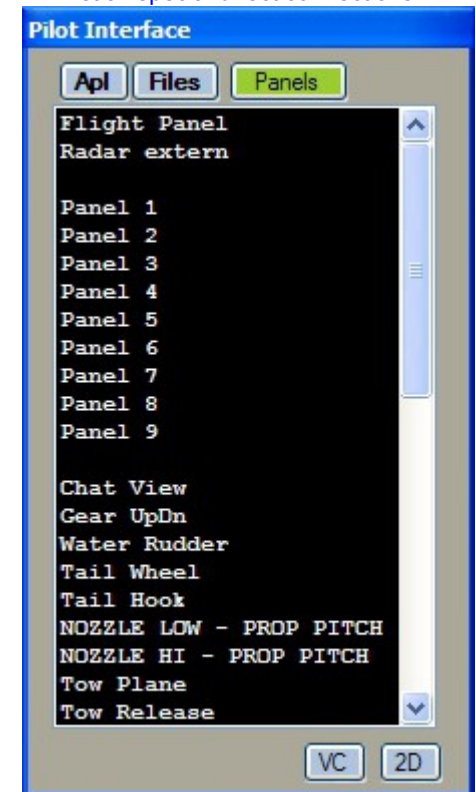 Pilot Interface
Apl Files Panels
Flight Panel
Radar extern
Panel 1
Panel 2
Panel 3
Panel 4
Panel 5
Panel 6
Panel 7
Panel 8
Panel 9
Chat View
Gear UpDn
Water Rudder
Tail Wheel
Tail Hook
NOZZLE LOW - PROP PITCH
NOZZLE HI - PROP PITCH
Tow Plane
Tow Release
VC 2D